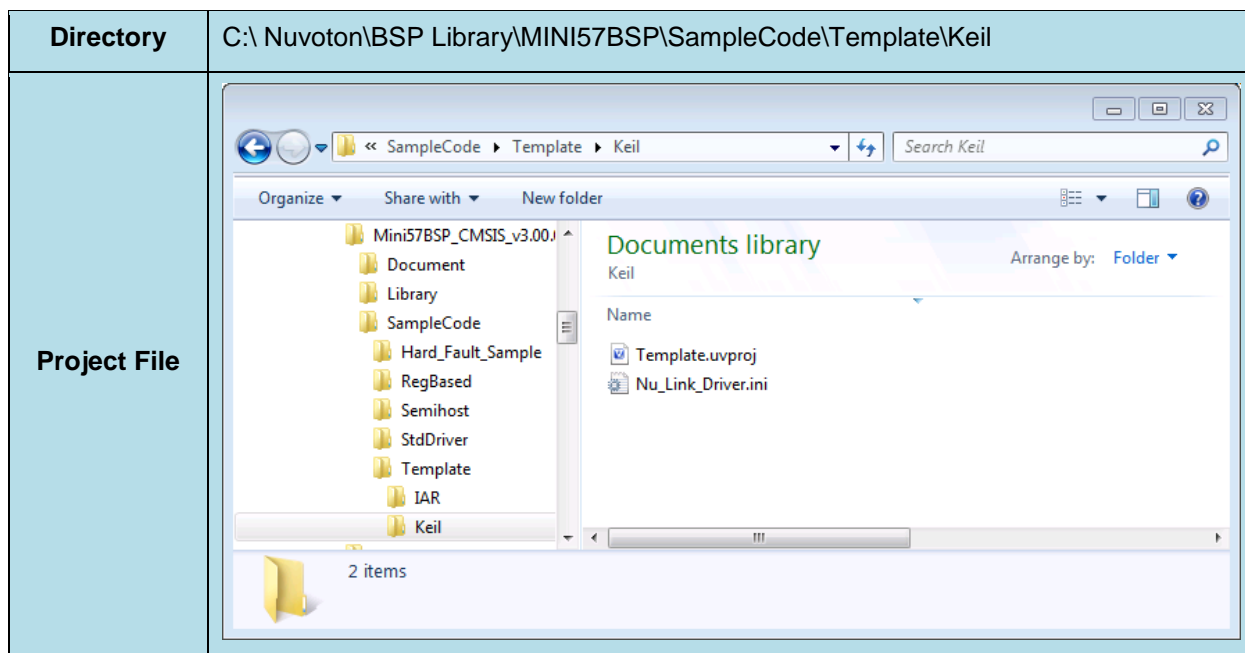 Directory
C:\ Nuvoton\BSP Library\MINI57BSP\SampleCode\Template\Keil
Project File
« SampleCode Template Keil
Search Keil
Organize Share with New folder
Mini57BSP_CMSIS_v3.00.
Document
Library
SampleCode
Hard_Fault_Sample
RegBased
Semihost
StdDriver
Template
IAR
Keil
Documents library
Keil
Arrange by: Folder
Name
Template.uvproj
Nu_Link_Driver.ini
2 items